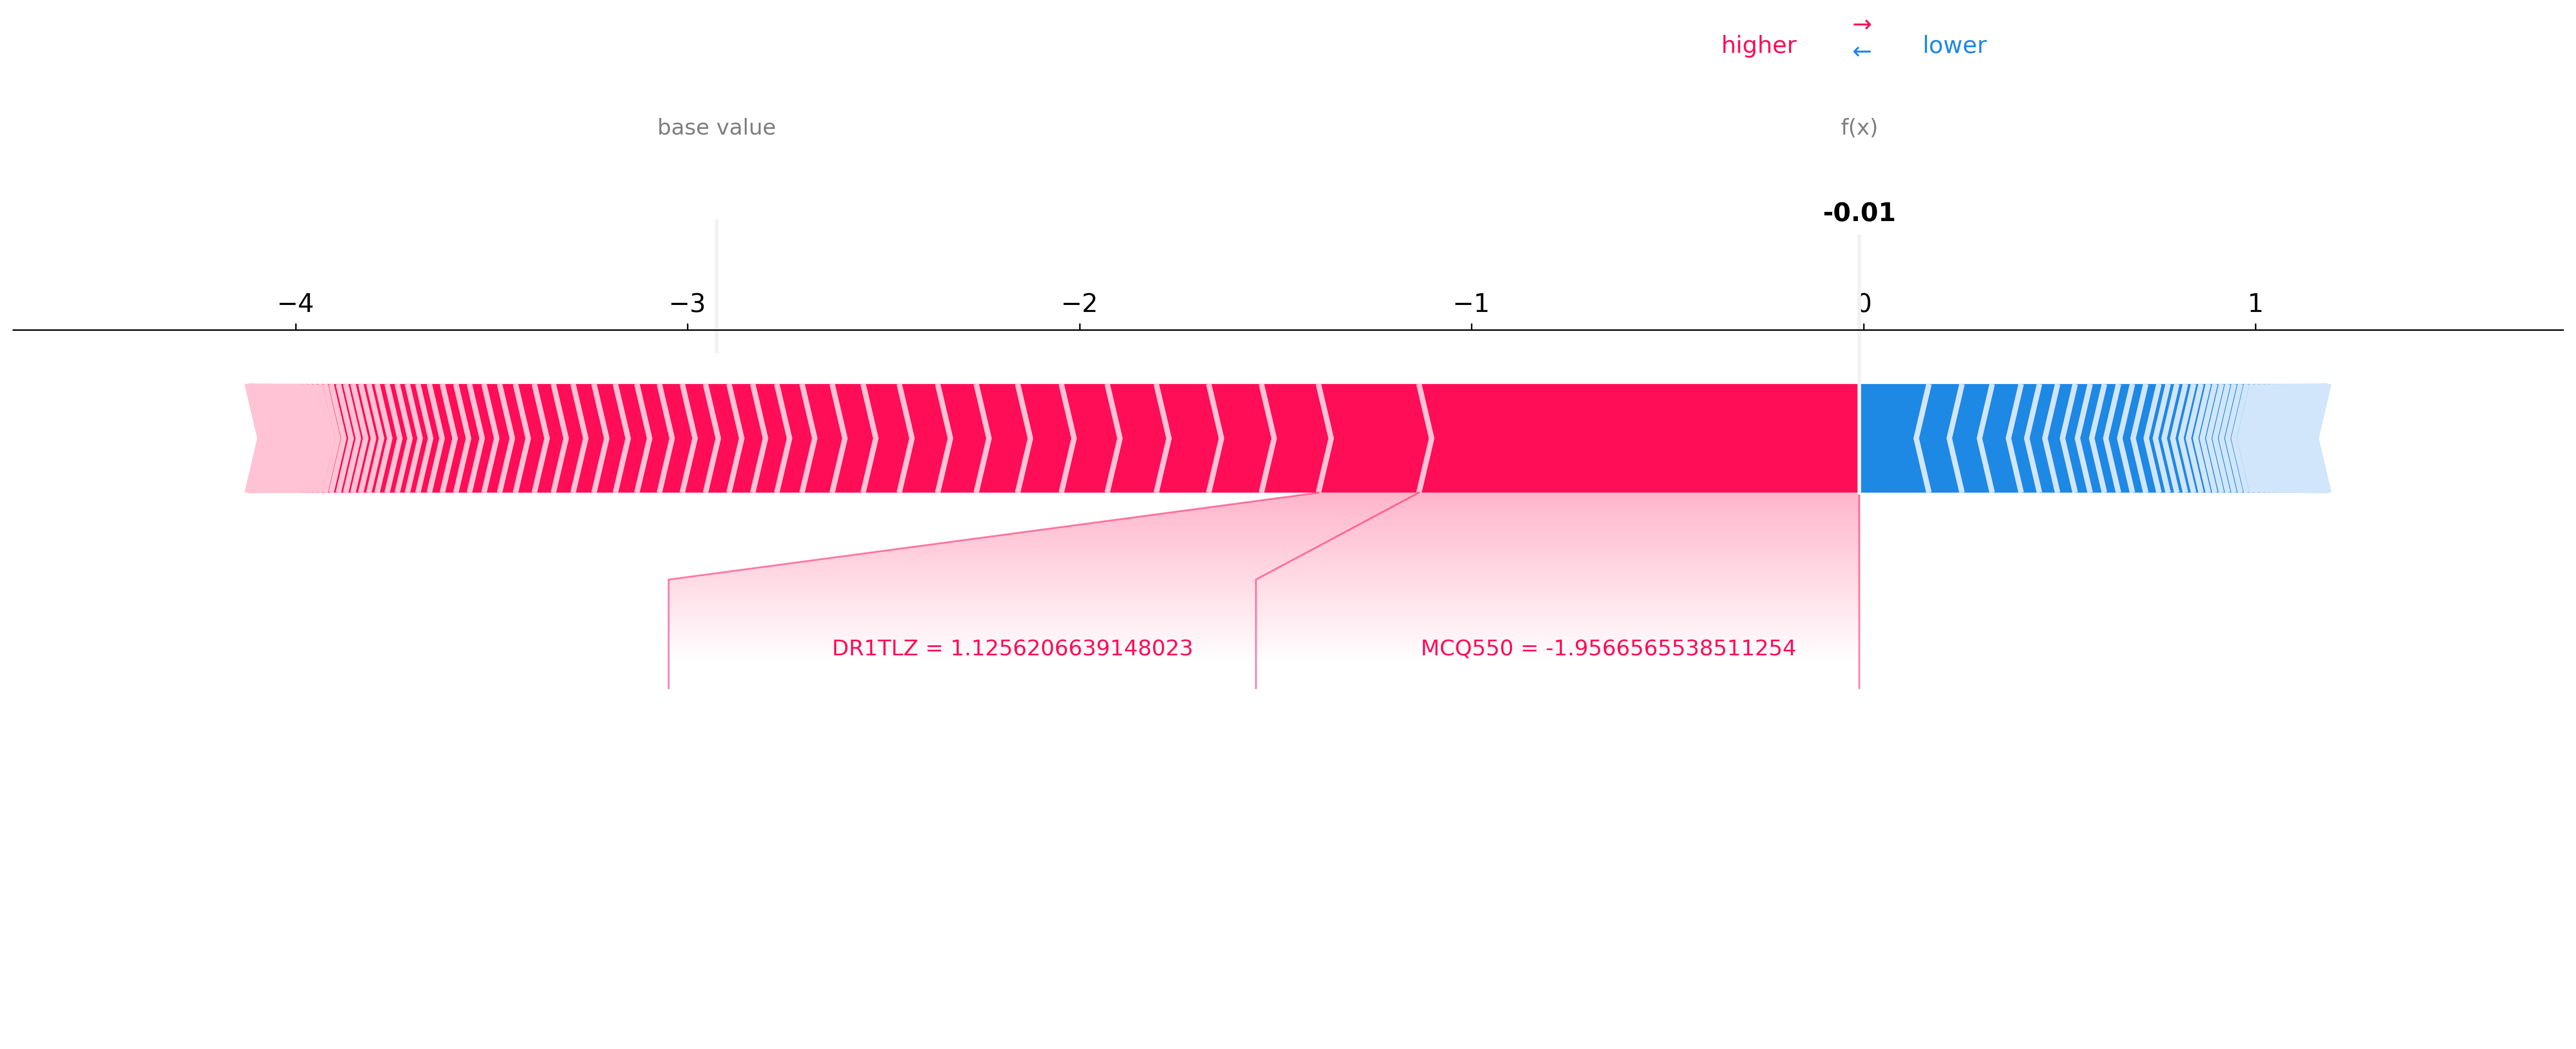 higher → ← lower
base value f(x)
-0.01
−4 −3 −2 −1 0 1
DR1TLZ = 1.1256206639148023 MCQ550 = -1.9566565538511254